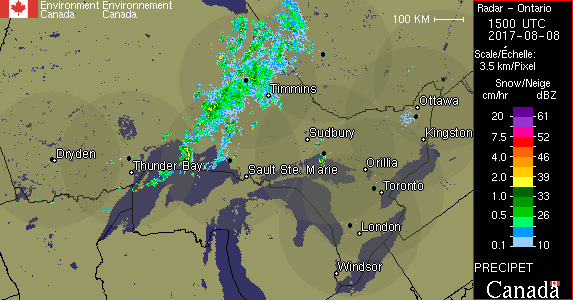 Environment Environnement
Canada Canada
100 KM
Timmins
Ottawa
Sudbury
Kingston
Dryden
Thunder Bay
Sault Ste. Marie
Orillia
Toronto
London
Windsor
Radar - Ontario
1500 UTC
2017-08-08
Scale/Échelle:
3.5 km/Pixel
Snow/Neige
cm/hr dBZ
20 61
7.5 57
5.2 52
4.0 46
2.0 39
1.0 33
0.5 26
0.1 10
PRECIPET
Canada